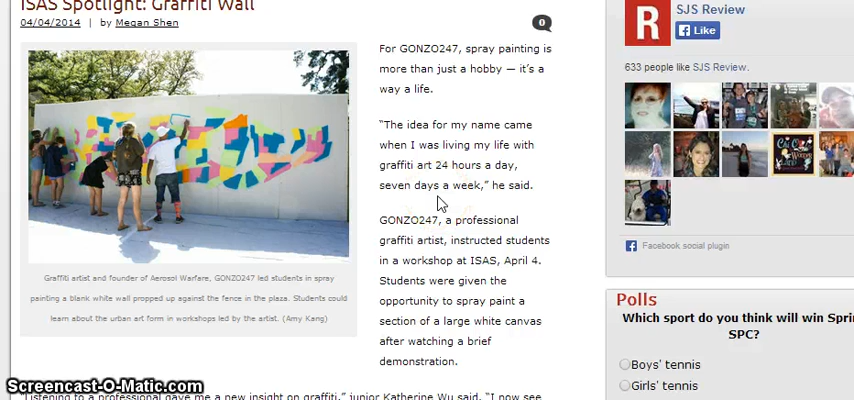 ISAS Spotlight: Graffiti Wall
04/04/2014 | by Megan Shen
0
Graffiti artist and founder of Aerosol Warfare, GONZO247 led students in spray
painting a blank white wall propped up against the fence in the plaza. Students could
learn about the urban art form in workshops led by the artist. (Amy Kang)
For GONZO247, spray painting is
more than just a hobby — it's a
way a life.
"The idea for my name came
when I was living my life with
graffiti art 24 hours a day,
seven days a week," he said.
GONZO247, a professional
graffiti artist, instructed students
in a workshop at ISAS, April 4.
Students were given the
opportunity to spray paint a
section of a large white canvas
after watching a brief
demonstration.
"Listening to a professional gave me a new insight on graffiti," junior Katherine Wu said. "I now see
R
SJS Review
Like
633 people like SJS Review.
Facebook social plugin
Polls
Which sport do you think will win Sprin
SPC?
Boys' tennis
Girls' tennis
Screencast-O-Matic.com